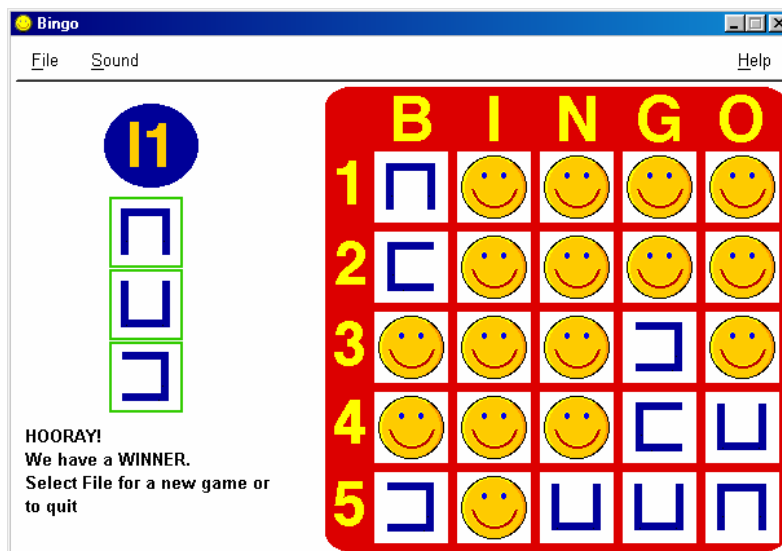 Bingo
File Sound Help
I1
B I N G O
1
2
3
4
5
HOORAY!
We have a WINNER.
Select File for a new game or
to quit